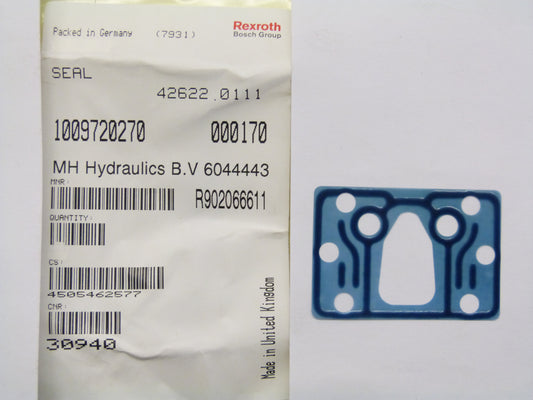 Rexroth
Bosch Group
Packed in Germany (7931)
SEAL
42622.0111
1009720270 000170
MH Hydraulics B.V 6044443
MNR:
R902066611
QUANTITY:
CS:
4505462577
CNR:
30940
Made in United Kingdom